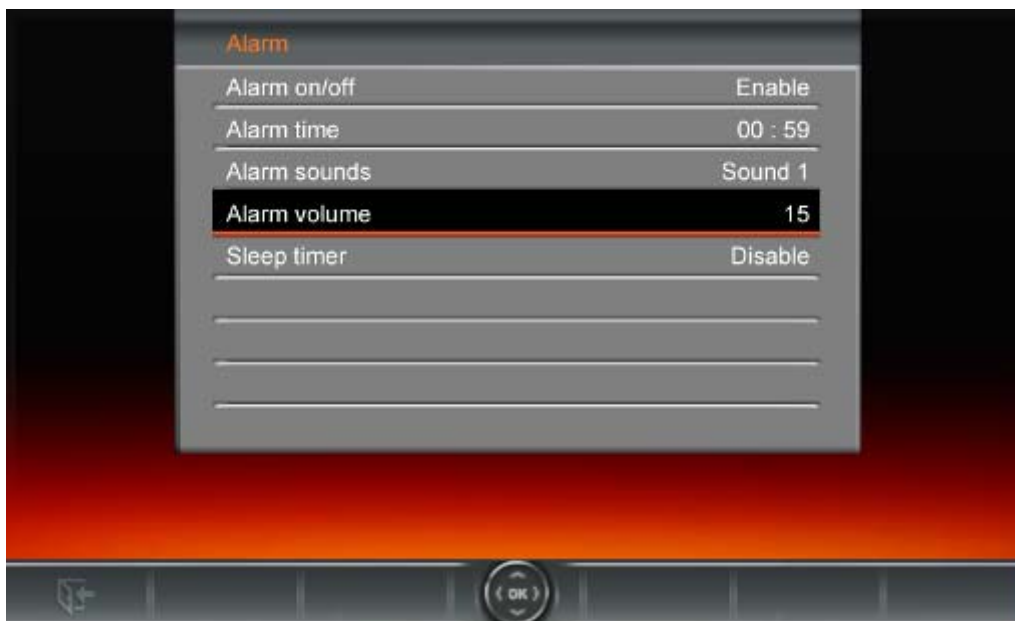 Alarm
Alarm on/off Enable
Alarm time 00 : 59
Alarm sounds Sound 1
Alarm volume 15
Sleep timer Disable
OK